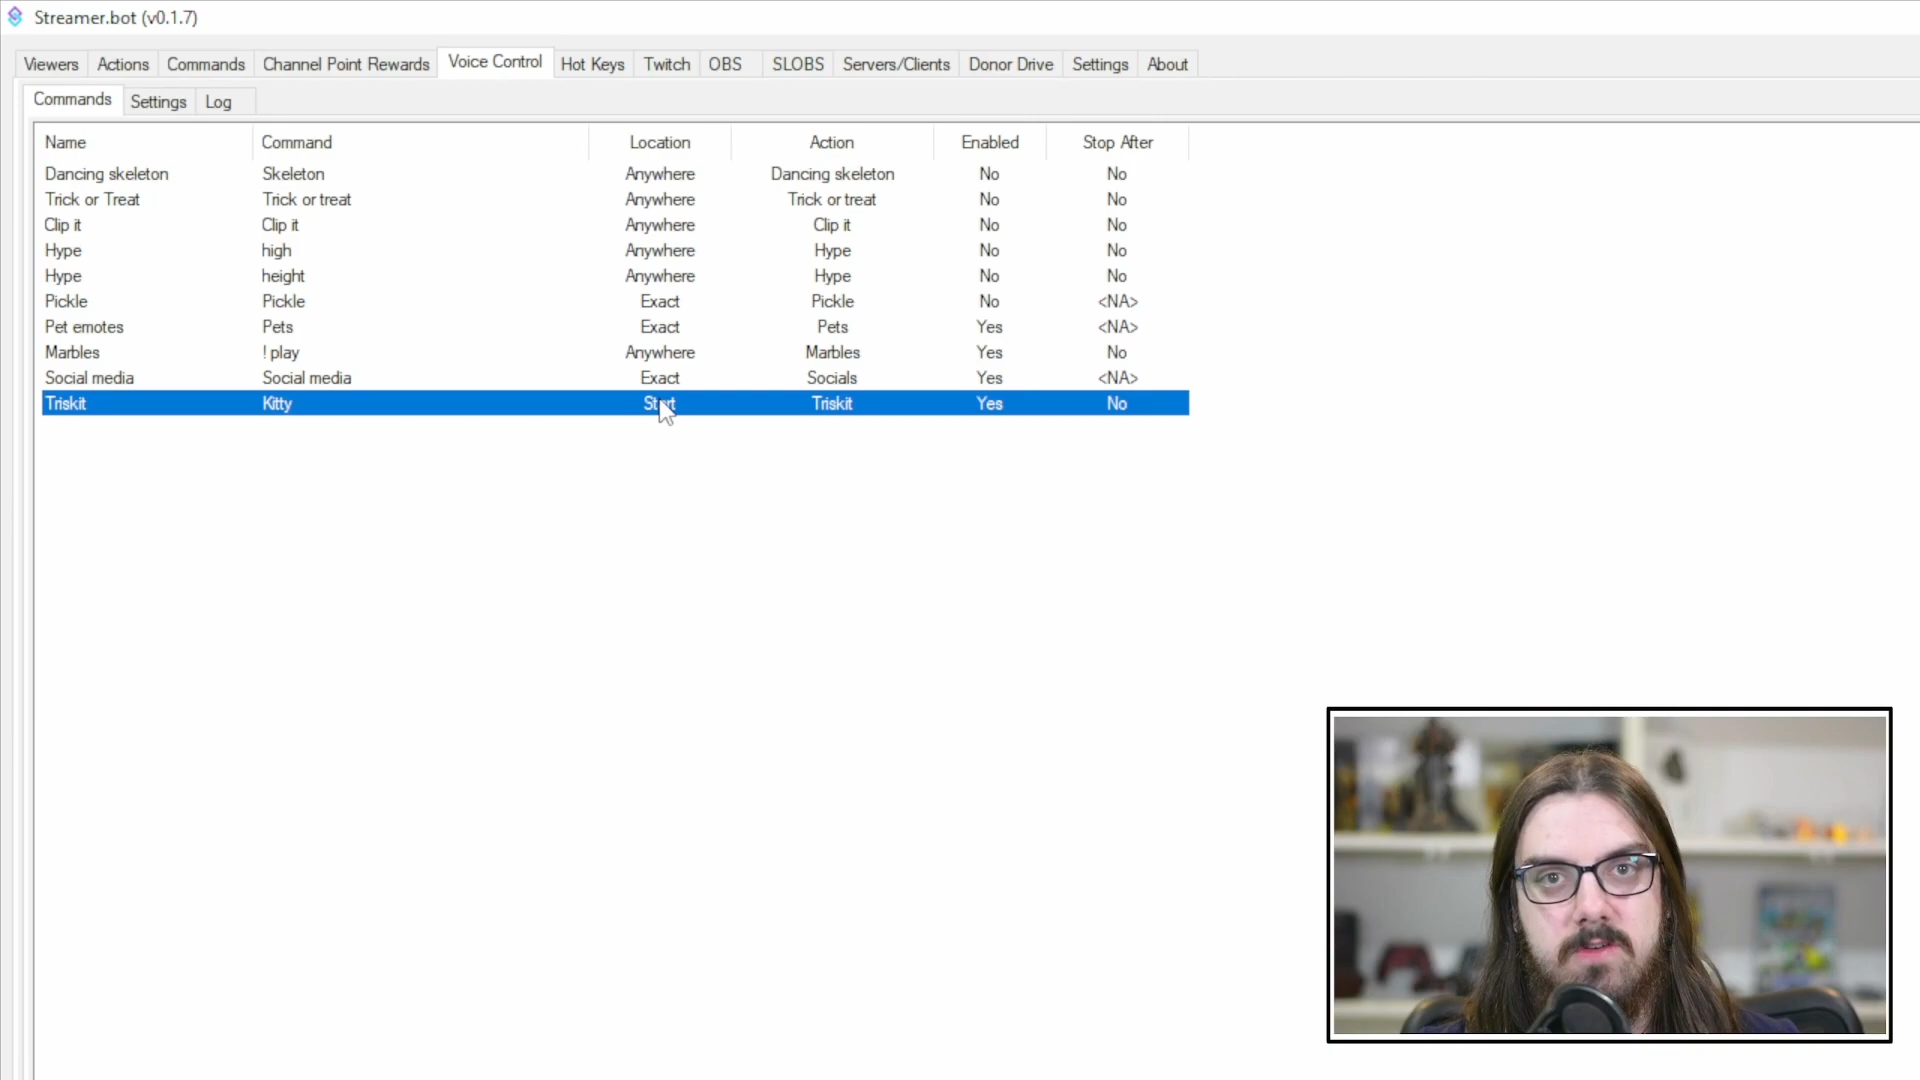 Streamer.bot (v0.1.7)
Viewers Actions Commands Channel Point Rewards Voice Control Hot Keys Twitch OBS SLOBS Servers/Clients Donor Drive Settings About
Commands Settings Log
Name Command Location Action Enabled Stop After
Dancing skeleton Skeleton Anywhere Dancing skeleton No No
Trick or Treat Trick or treat Anywhere Trick or treat No No
Clip it Clip it Anywhere Clip it No No
Hype high Anywhere Hype No No
Hype height Anywhere Hype No No
Pickle Pickle Exact Pickle No <NA>
Pet emotes Pets Exact Pets Yes <NA>
Marbles ! play Anywhere Marbles Yes No
Social media Social media Exact Socials Yes <NA>
Triskit Kitty Start Triskit Yes No